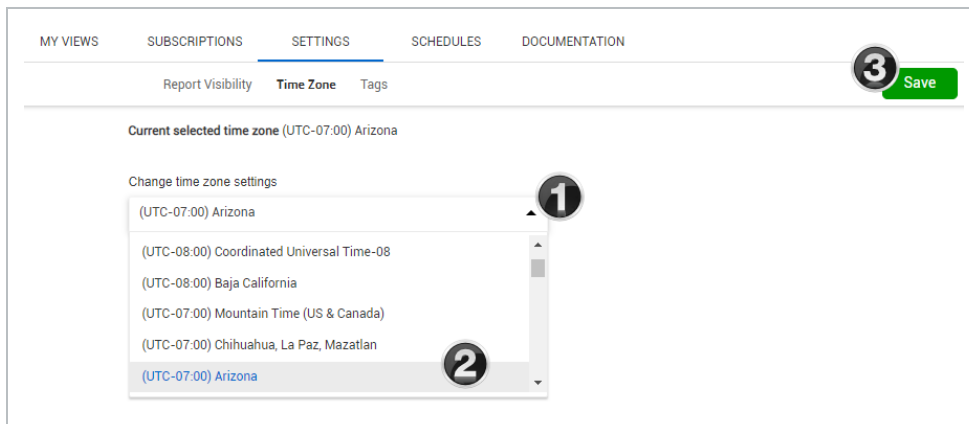 MY VIEWS SUBSCRIPTIONS SETTINGS SCHEDULES DOCUMENTATION
Report Visibility Time Zone Tags
3 Save
Current selected time zone (UTC-07:00) Arizona
Change time zone settings
(UTC-07:00) Arizona 1
(UTC-08:00) Coordinated Universal Time-08
(UTC-08:00) Baja California
(UTC-07:00) Mountain Time (US & Canada)
(UTC-07:00) Chihuahua, La Paz, Mazatlan
(UTC-07:00) Arizona 2